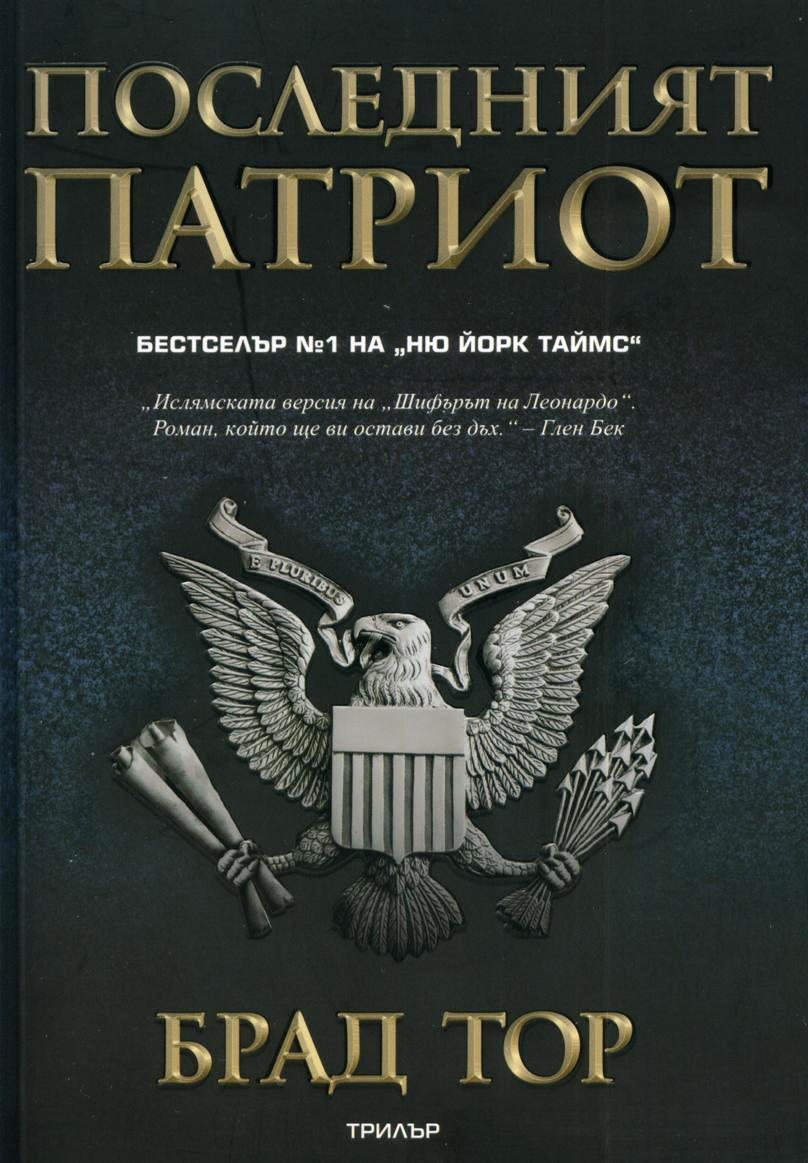 ПОСЛЕДНИЯТ
ПАТРИОТ
БЕСТСЕЛЪР №1 НА „НЮ ЙОРК ТАЙМС“
„Ислямската версия на „Шифърът на Леонардо“.
Роман, който ще ви остави без дъх.“ – Глен Бек
E PLURIBUS UNUM
БРАД ТОР
ТРИЛЪР